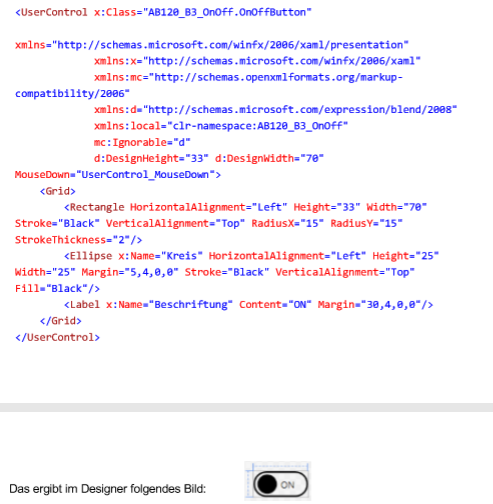 <UserControl x:Class="AB120_B3_OnOff.OnOffButton"
xmlns="http://schemas.microsoft.com/winfx/2006/xaml/presentation"
xmlns:x="http://schemas.microsoft.com/winfx/2006/xaml"
xmlns:mc="http://schemas.openxmlformats.org/markup-
compatibility/2006"
xmlns:d="http://schemas.microsoft.com/expression/blend/2008"
xmlns:local="clr-namespace:AB120_B3_OnOff"
mc:Ignorable="d"
d:DesignHeight="33" d:DesignWidth="70"
MouseDown="UserControl_MouseDown">
<Grid>
<Rectangle HorizontalAlignment="Left" Height="33" Width="70"
Stroke="Black" VerticalAlignment="Top" RadiusX="15" RadiusY="15"
StrokeThickness="2"/>
<Ellipse x:Name="Kreis" HorizontalAlignment="Left" Height="25"
Width="25" Margin="5,4,0,0" Stroke="Black" VerticalAlignment="Top"
Fill="Black"/>
<Label x:Name="Beschriftung" Content="ON" Margin="30,4,0,0"/>
</Grid>
</UserControl>
Das ergibt im Designer folgendes Bild:
ON